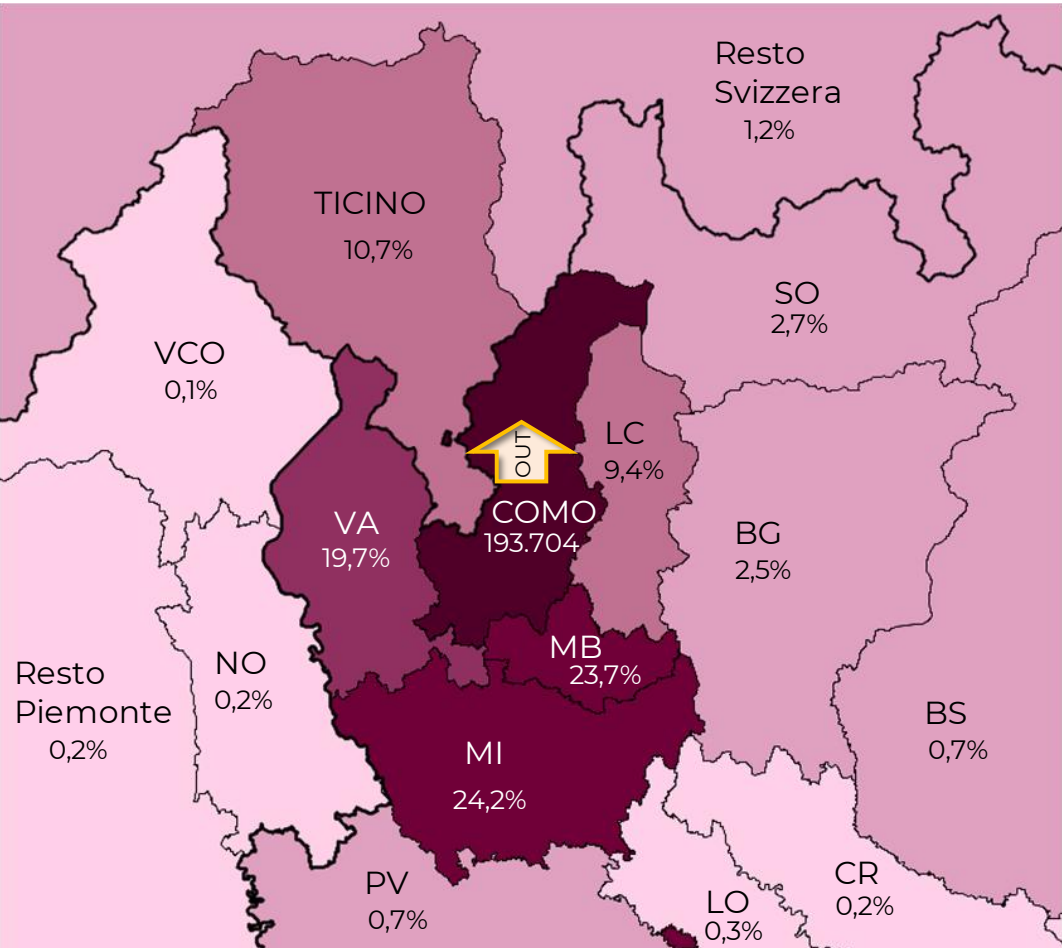 Resto
Svizzera
1,2%
TICINO
10,7%
SO
2,7%
VCO
0,1%
OUT
LC
9,4%
COMO
193.704
VA
19,7%
BG
2,5%
MB
23,7%
NO
0,2%
Resto
Piemonte
0,2%
BS
0,7%
MI
24,2%
PV
0,7%
CR
0,2%
LO
0,3%